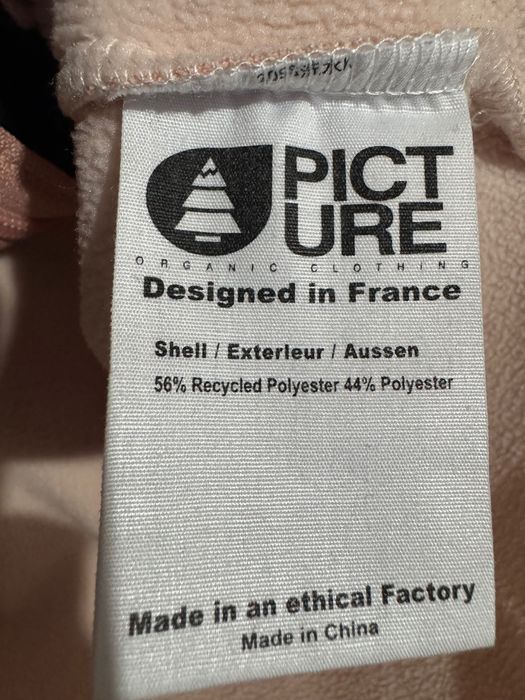 PICT
URE
ORGANIC CLOTHING
Designed in France
Shell / Exterieur / Aussen
56% Recycled Polyester 44% Polyester
Made in an ethical Factory
Made in China